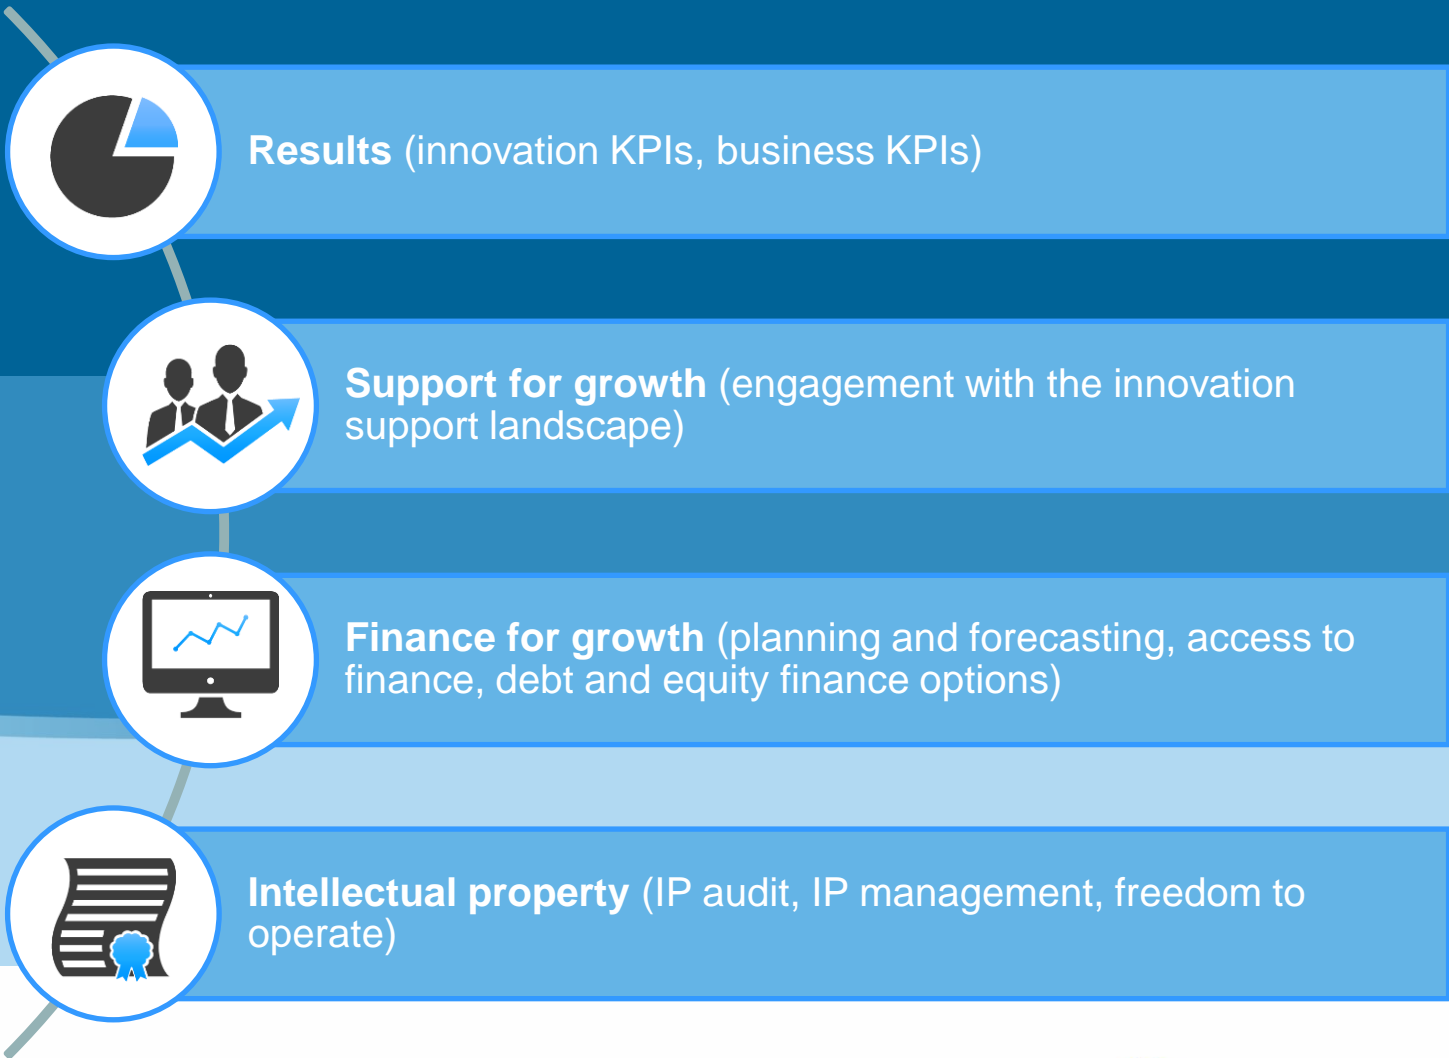 Results (innovation KPIs, business KPIs)
Support for growth (engagement with the innovation
support landscape)
Finance for growth (planning and forecasting, access to
finance, debt and equity finance options)
Intellectual property (IP audit, IP management, freedom to
operate)